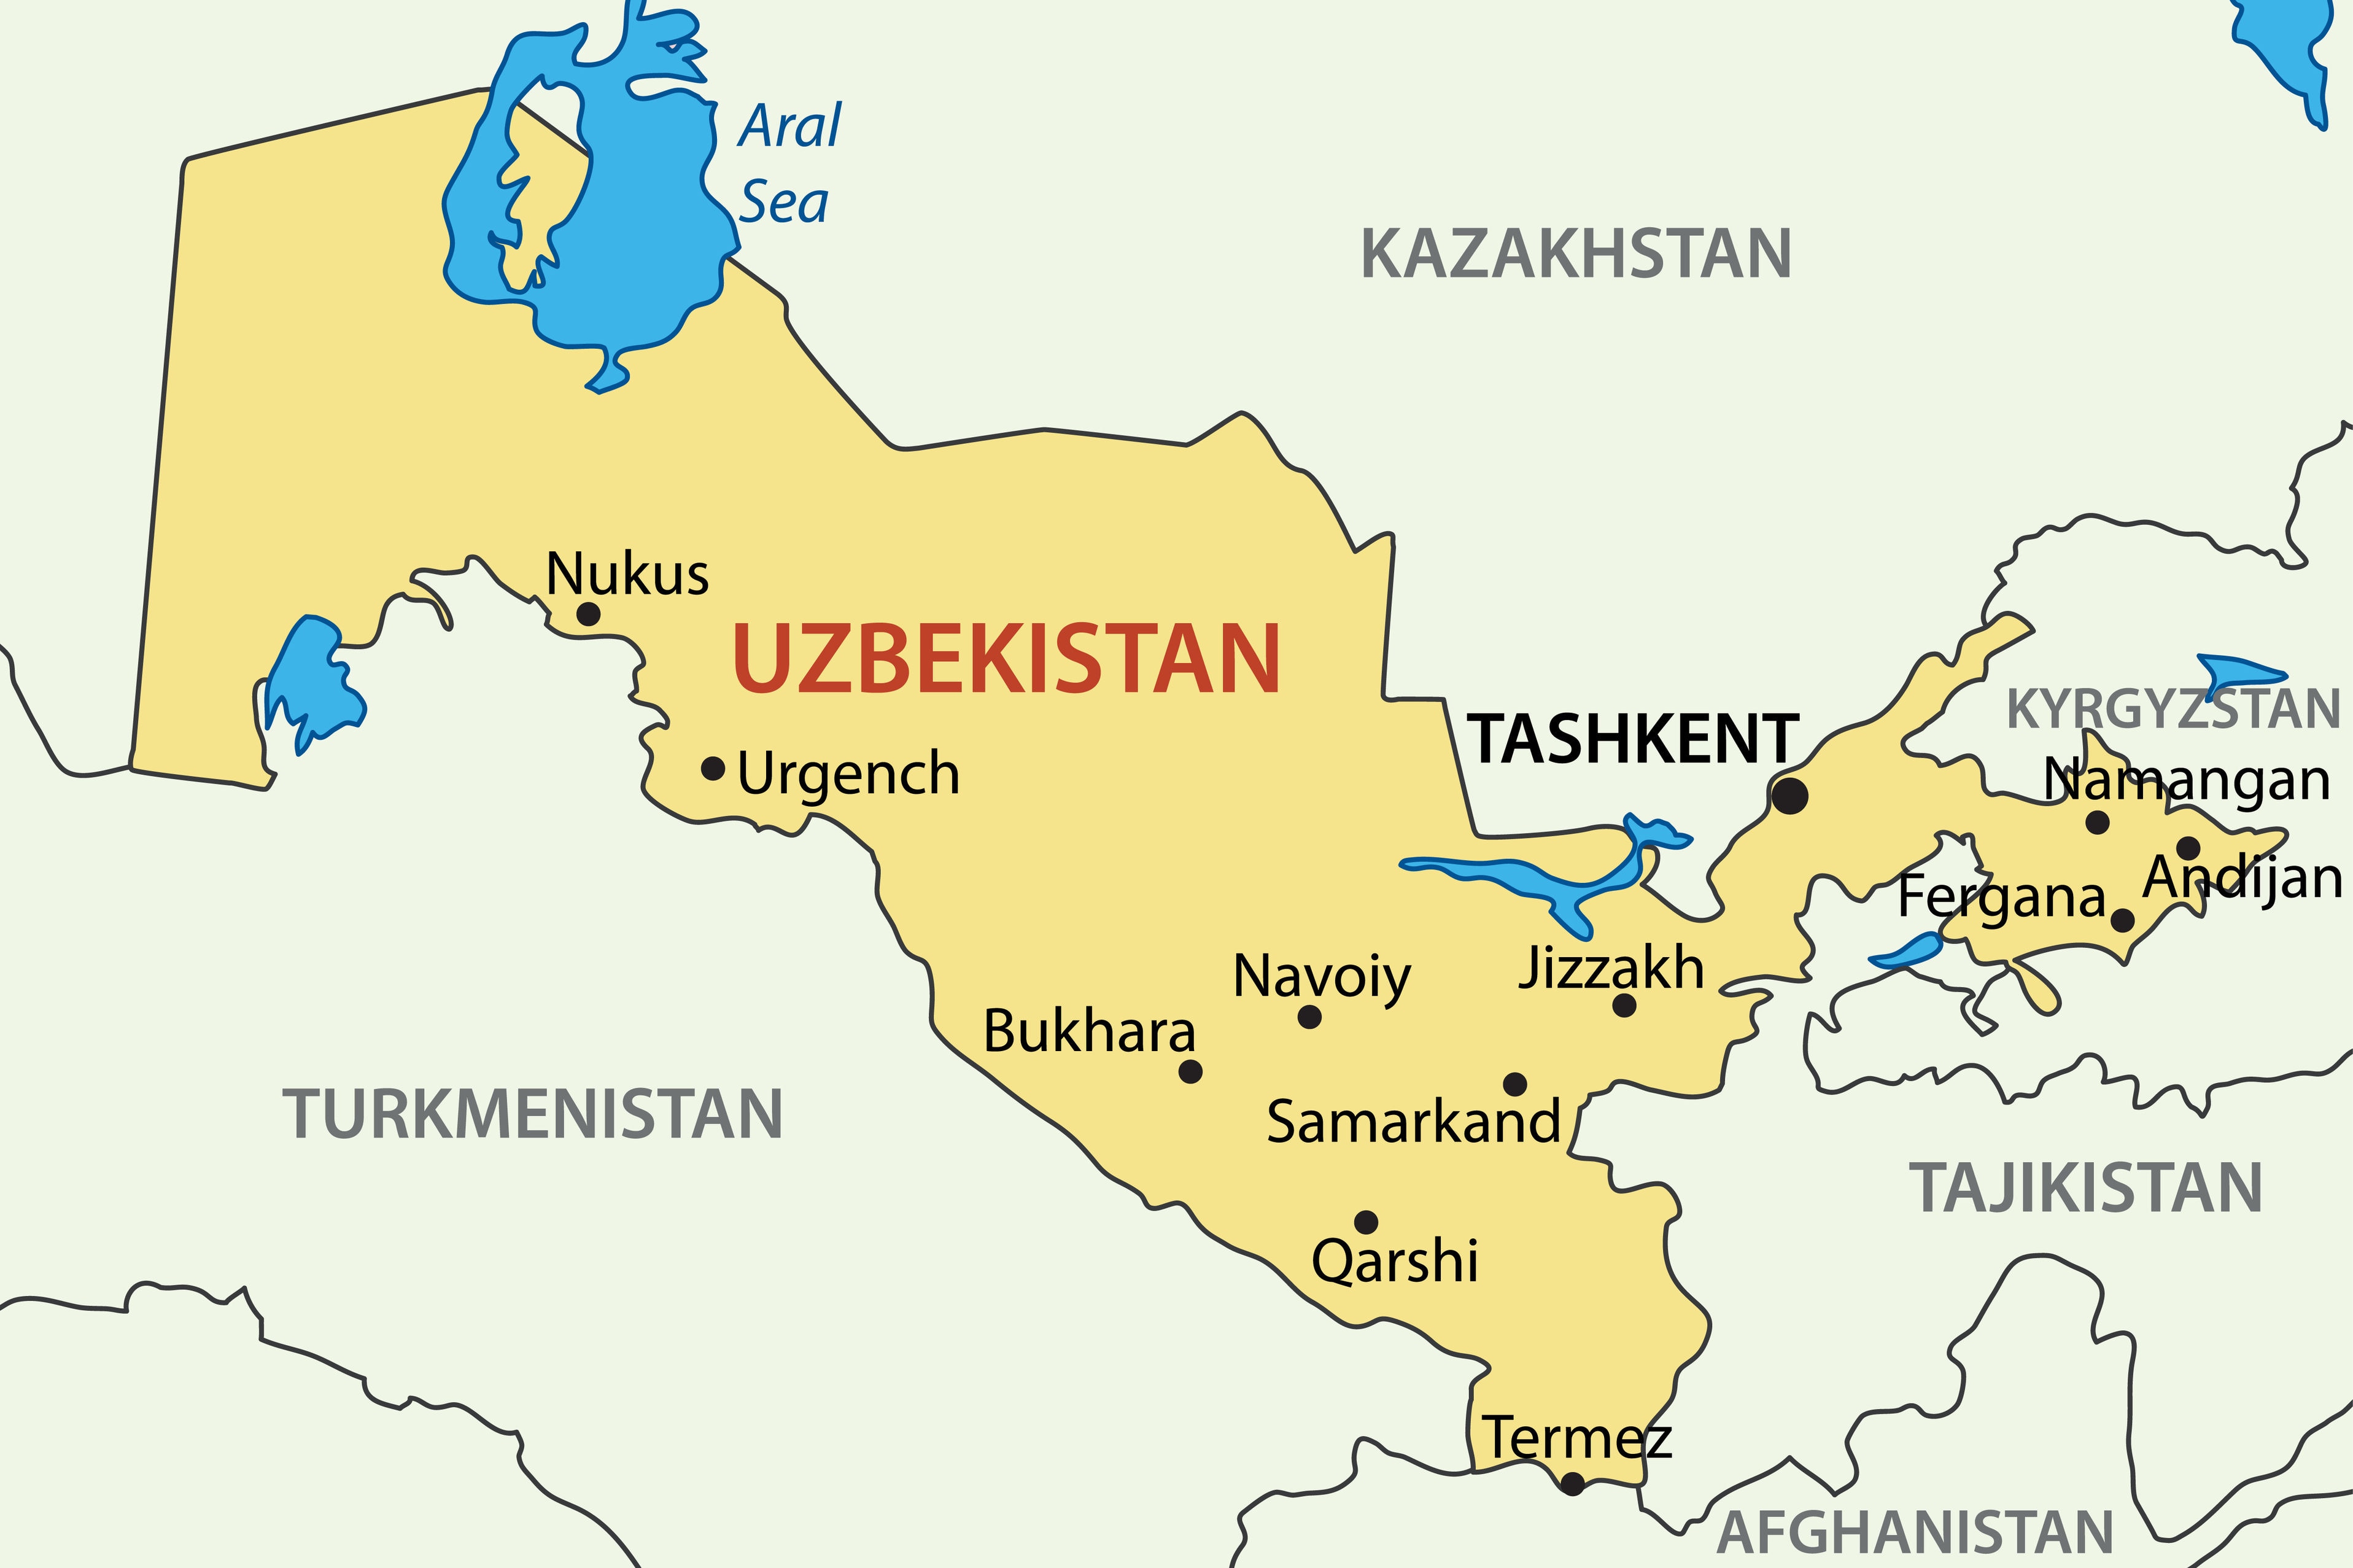 Aral
Sea
KAZAKHSTAN
Nukus
UZBEKISTAN
KYRGYZSTAN
TASHKENT
Urgench
Namangan
Andijan
Fergana
Navoiy
Jizzakh
Bukhara
Samarkand
TURKMENISTAN
TAJIKISTAN
Qarshi
Termez
AFGHANISTAN